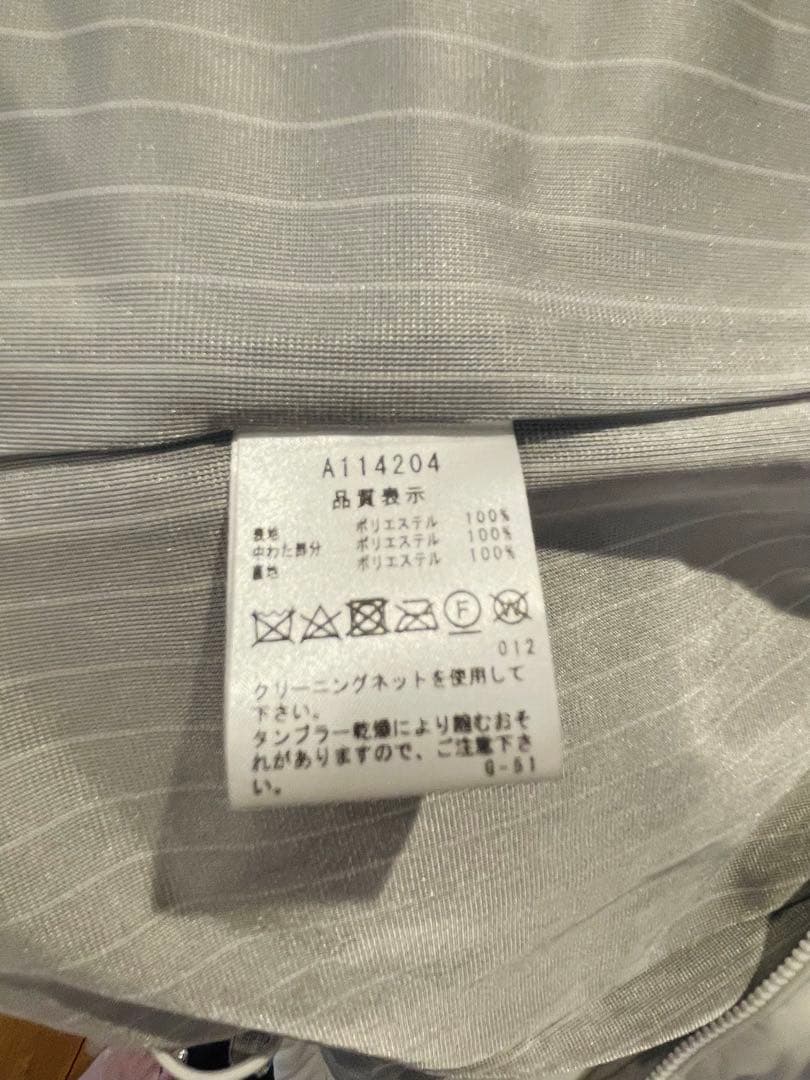 A114204
品質表示
表地 ポリエステル 100%
中わた部分 ポリエステル 100%
裏地 ポリエステル 100%
F W
012
クリーニングネットを使用して
下さい。
タンブラー乾燥により縮むおそ
れがありますので、ご注意下さ
い。
G-51